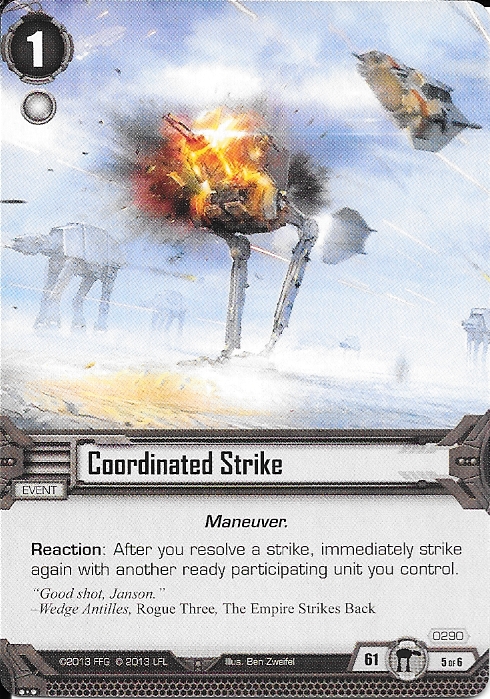 1
Coordinated Strike
EVENT
Maneuver.
Reaction: After you resolve a strike, immediately strike
again with another ready participating unit you control.
"Good shot, Janson."
–Wedge Antilles, Rogue Three, The Empire Strikes Back
0290
©2013 FFG © 2013 LFL
Illus. Ben Zweifel
61
5 OF 6